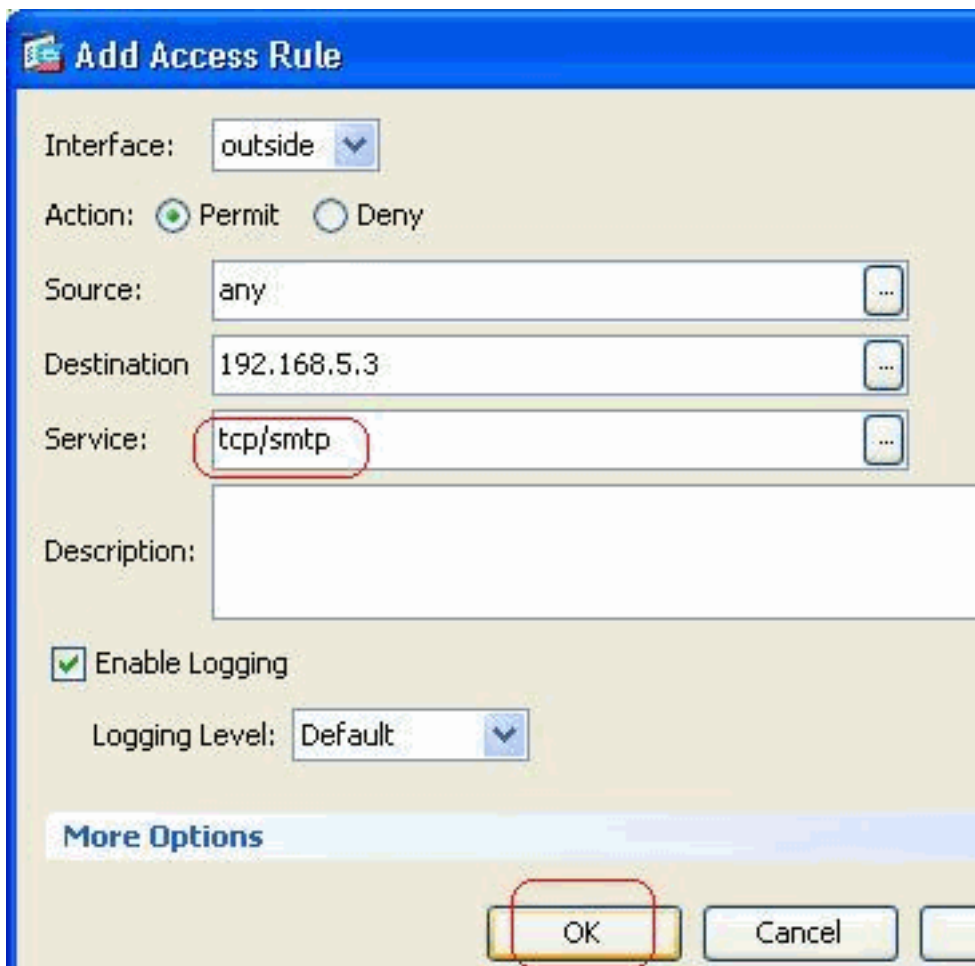 Add Access Rule
Interface: outside
Action: Permit Deny
Source: any ...
Destination 192.168.5.3 ...
Service: tcp/smtp ...
Description:
Enable Logging
Logging Level: Default
More Options
OK Cancel